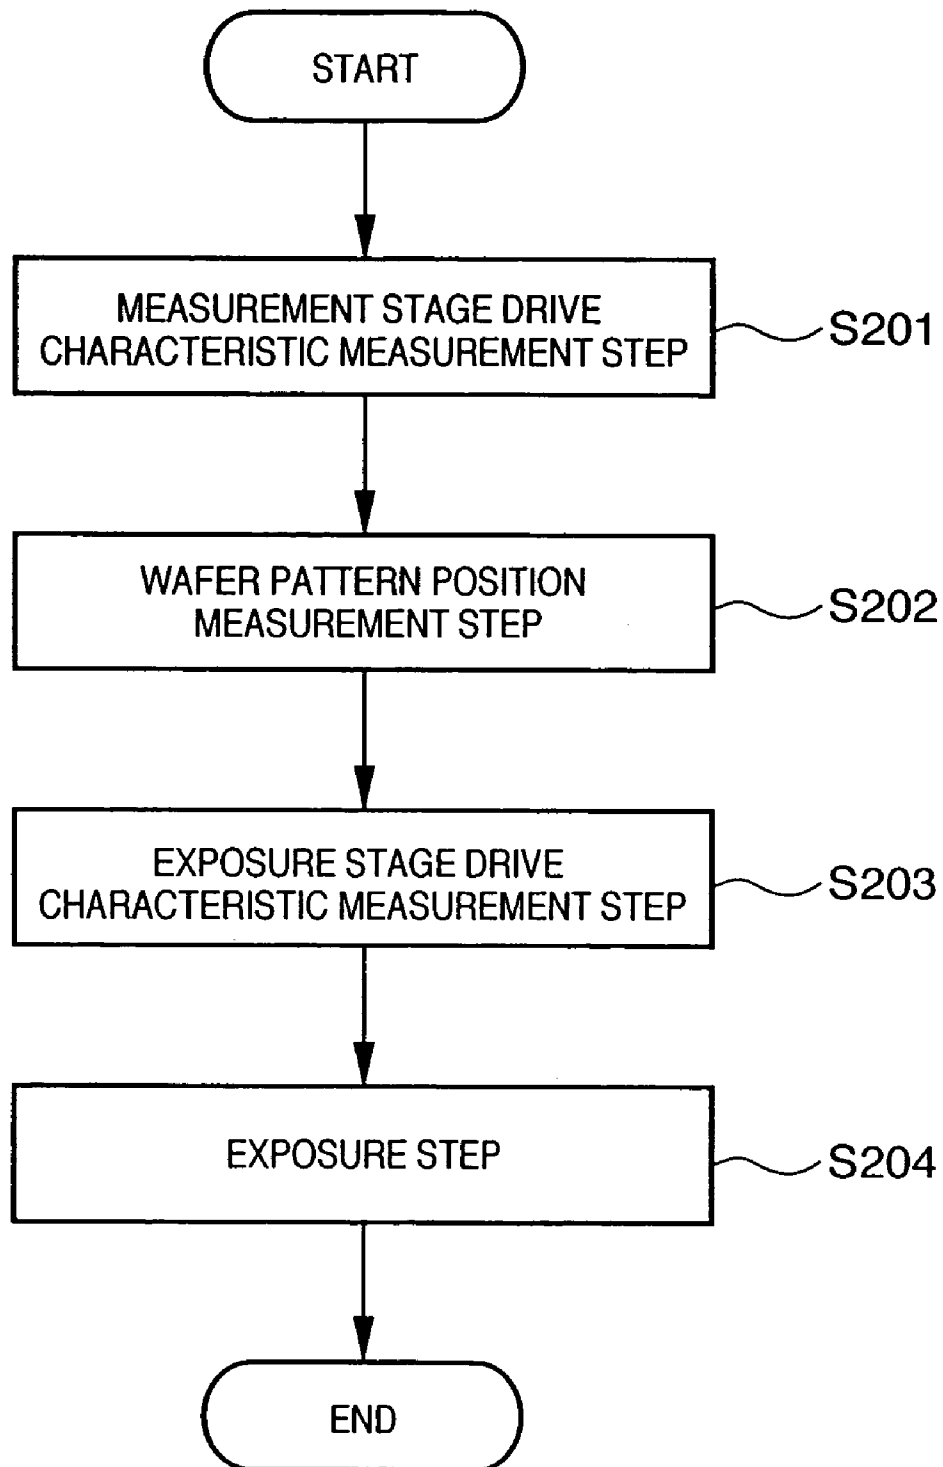 START
MEASUREMENT STAGE DRIVE
CHARACTERISTIC MEASUREMENT STEP
S201
WAFER PATTERN POSITION
MEASUREMENT STEP
S202
EXPOSURE STAGE DRIVE
CHARACTERISTIC MEASUREMENT STEP
S203
EXPOSURE STEP
S204
END